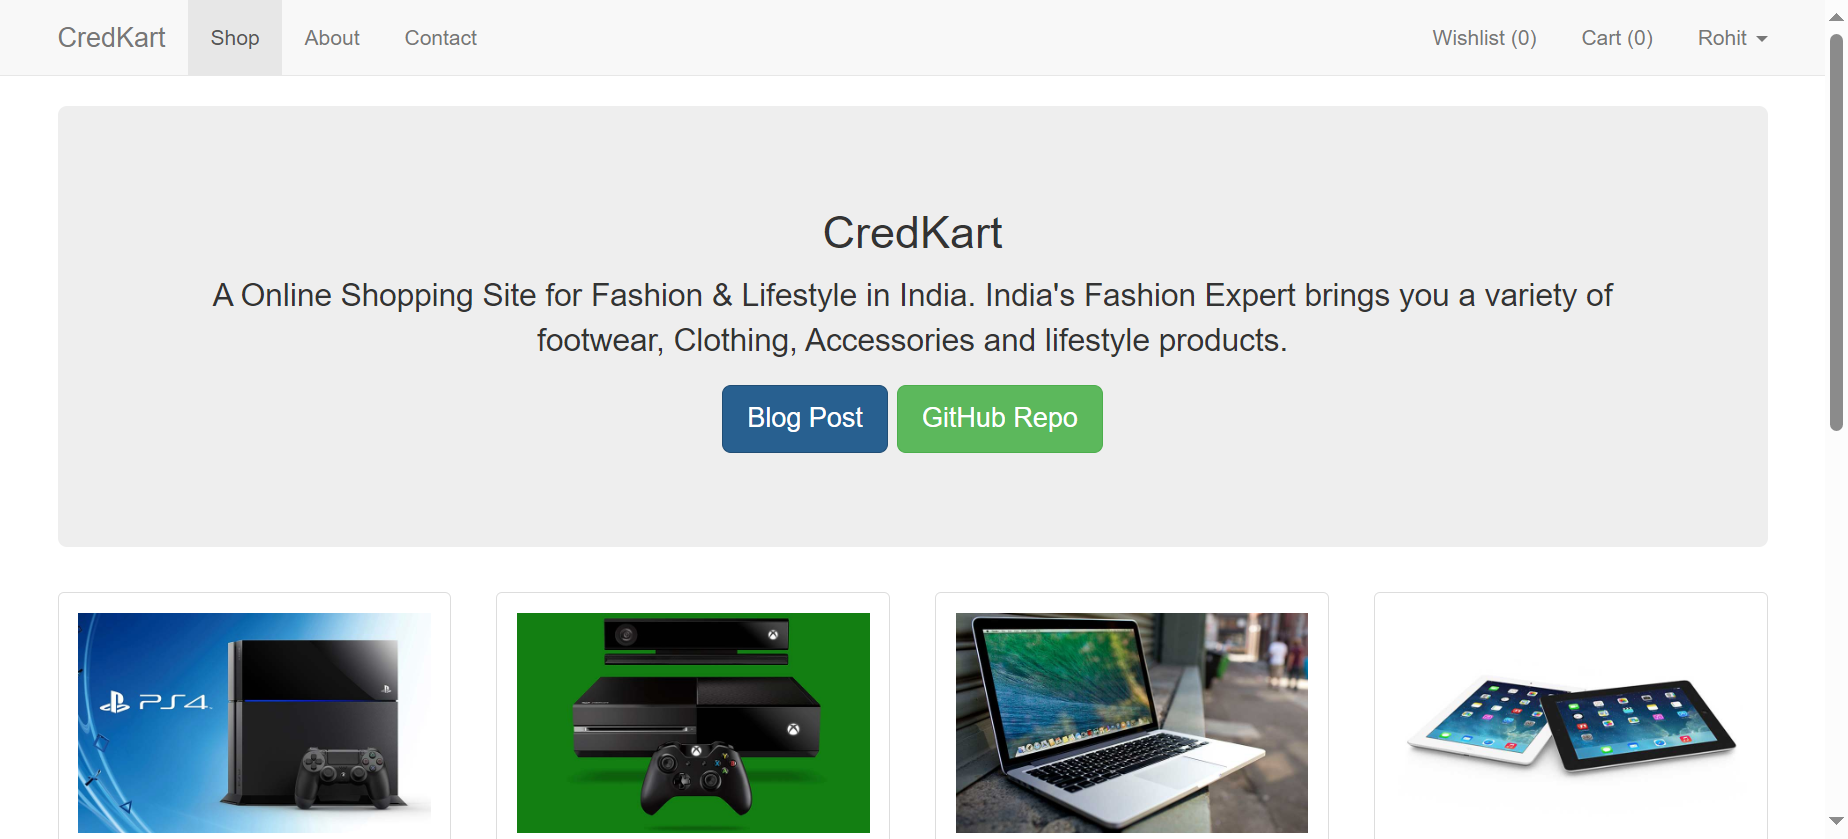 CredKart Shop About Contact Wishlist (0) Cart (0) Rohit
CredKart
A Online Shopping Site for Fashion & Lifestyle in India. India's Fashion Expert brings you a variety of
footwear, Clothing, Accessories and lifestyle products.
Blog Post GitHub Repo
PS4